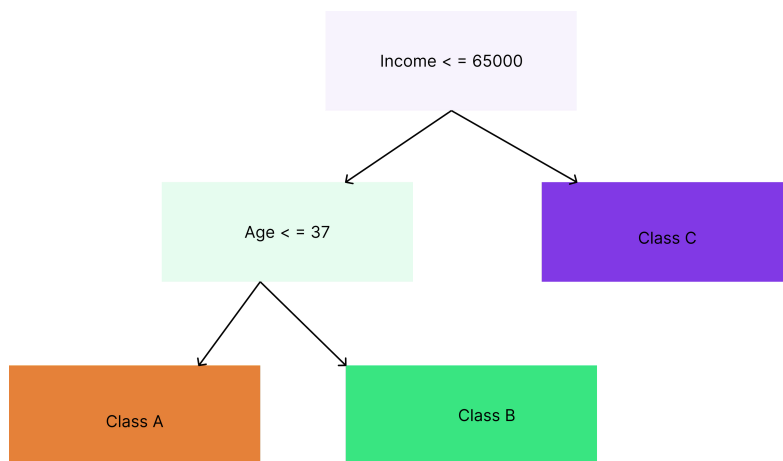 Income < = 65000
Age < = 37
Class C
Class A
Class B